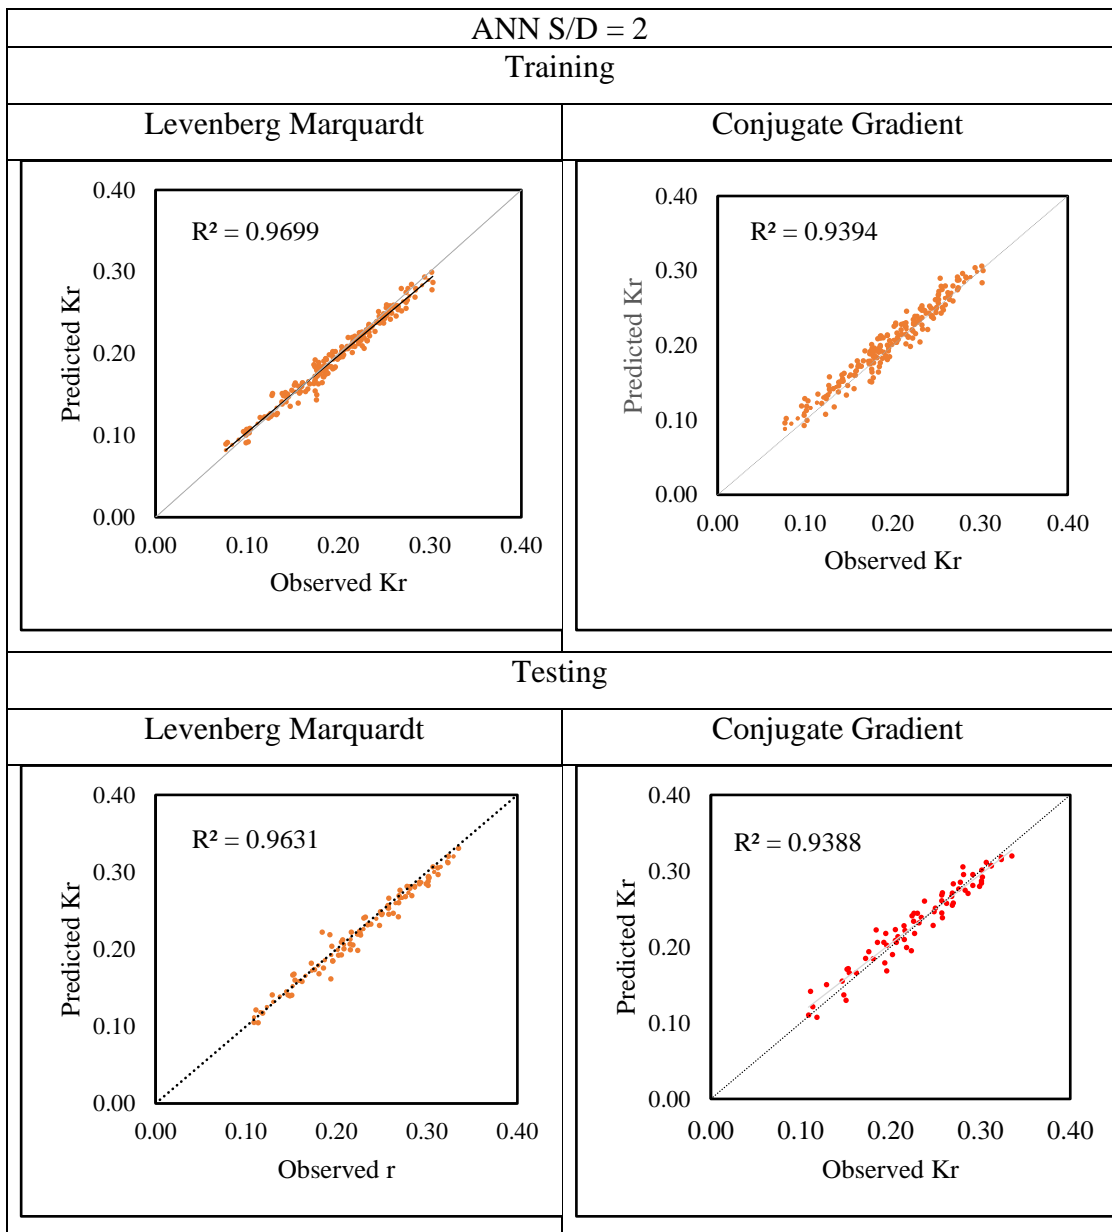 ANN S/D = 2
Training
Levenberg Marquardt
Conjugate Gradient
0.40
R² = 0.9699
0.30
0.20
0.10
0.00
Predicted Kr
0.00 0.10 0.20 0.30 0.40
Observed Kr
0.40
R² = 0.9394
0.30
0.20
0.10
0.00
Predicted Kr
0.00 0.10 0.20 0.30 0.40
Observed Kr
Testing
Levenberg Marquardt
Conjugate Gradient
0.40
R² = 0.9631
0.30
0.20
0.10
0.00
Predicted Kr
0.00 0.10 0.20 0.30 0.40
Observed r
0.40
R² = 0.9388
0.30
0.20
0.10
0.00
Predicted Kr
0.00 0.10 0.20 0.30 0.40
Observed Kr